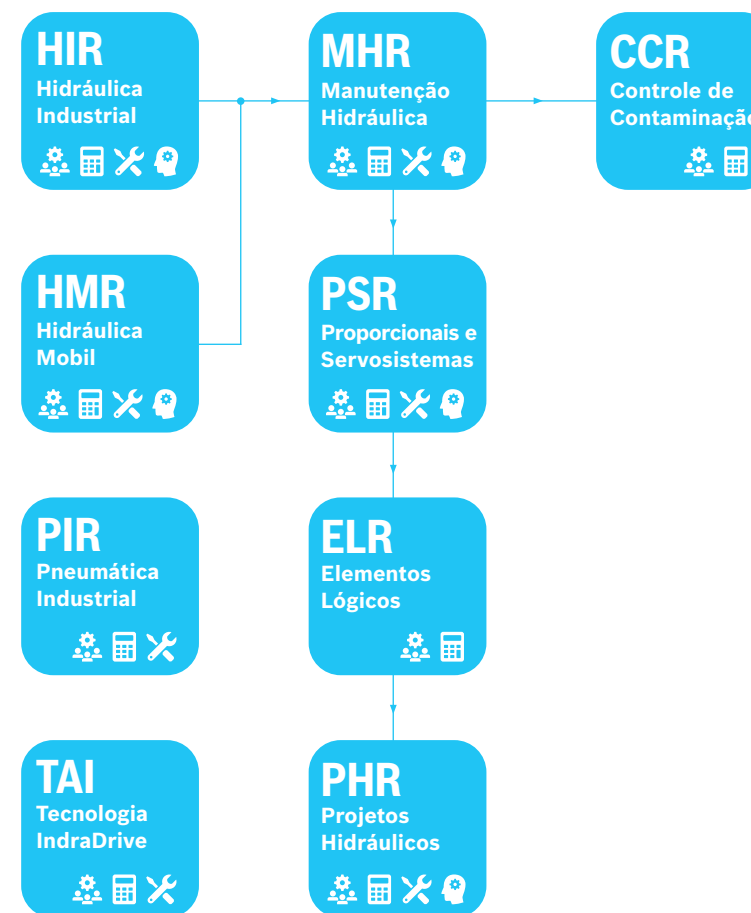 HIR
Hidráulica
Industrial
MHR
Manutenção
Hidráulica
CCR
Controle de
Contaminação
HMR
Hidráulica
Mobil
PSR
Proporcionais e
Servosistemas
PIR
Pneumática
Industrial
ELR
Elementos
Lógicos
TAI
Tecnologia
IndraDrive
PHR
Projetos
Hidráulicos